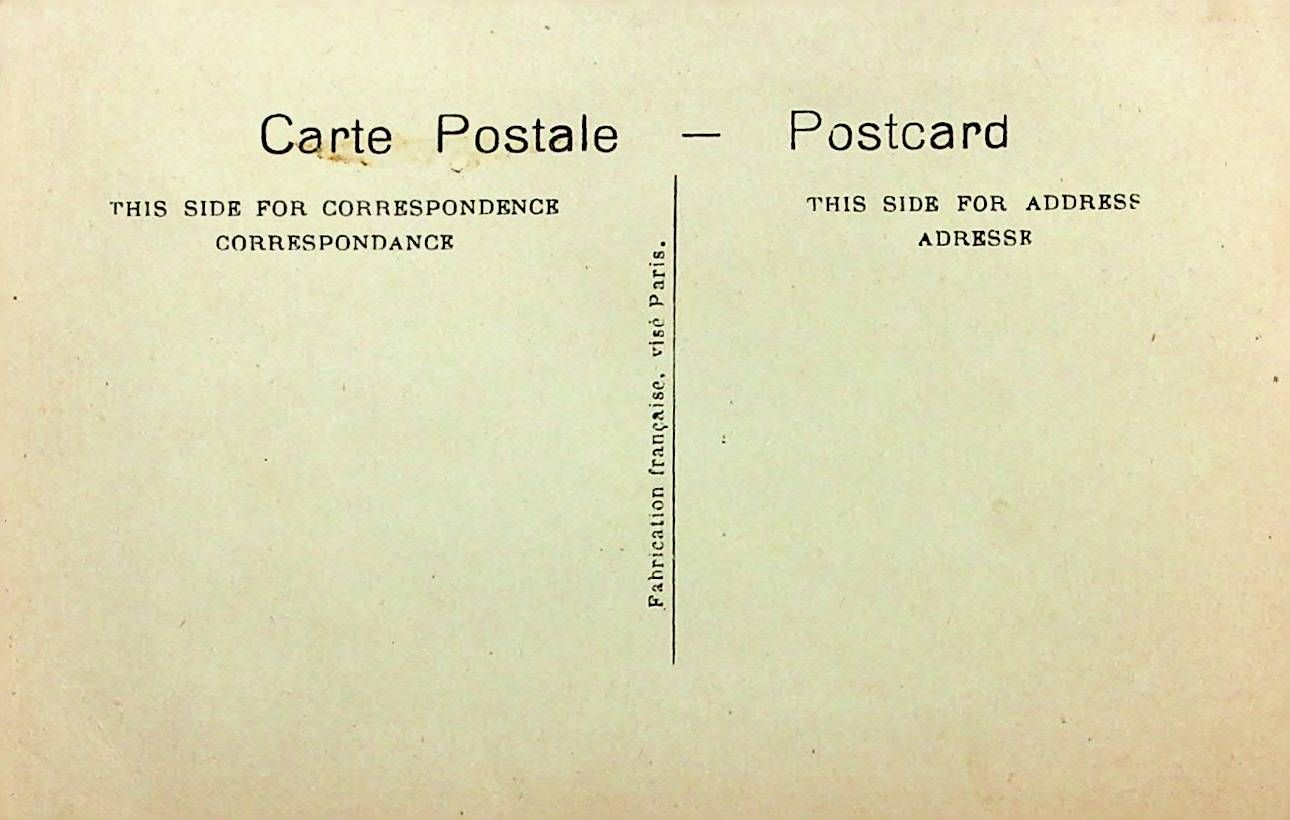 Carte Postale — Postcard
THIS SIDE FOR CORRESPONDENCE
CORRESPONDANCE
Fabrication française, visé Paris.
THIS SIDE FOR ADDRESS
ADRESSE